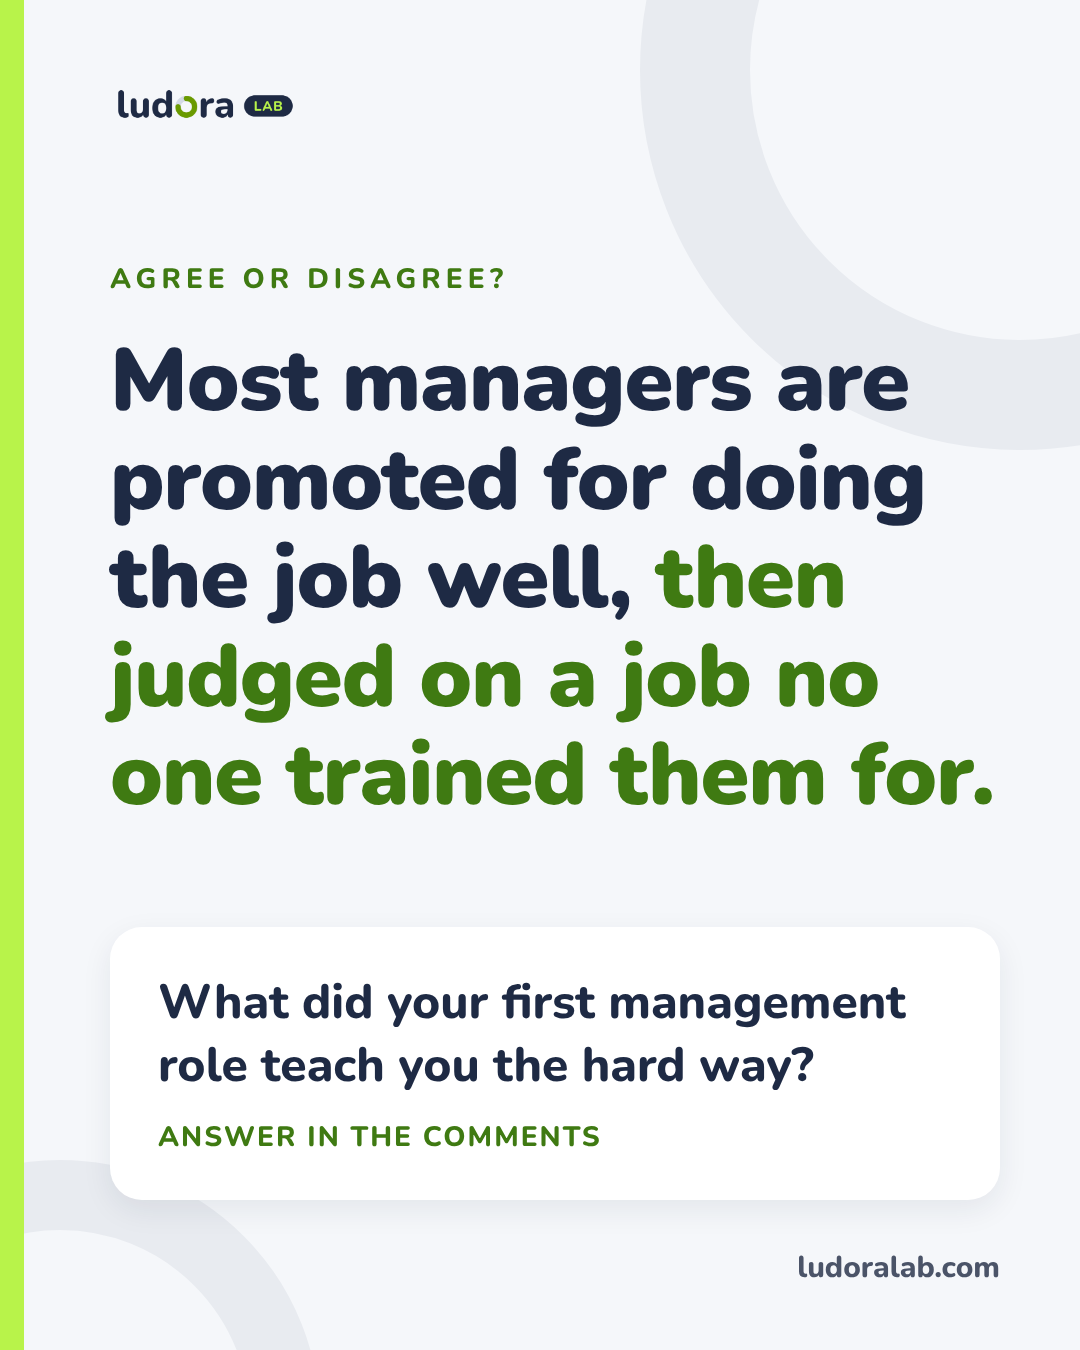 ludora LAB
AGREE OR DISAGREE?
Most managers are
promoted for doing
the job well, then
judged on a job no
one trained them for.
What did your first management
role teach you the hard way?
ANSWER IN THE COMMENTS
ludoralab.com